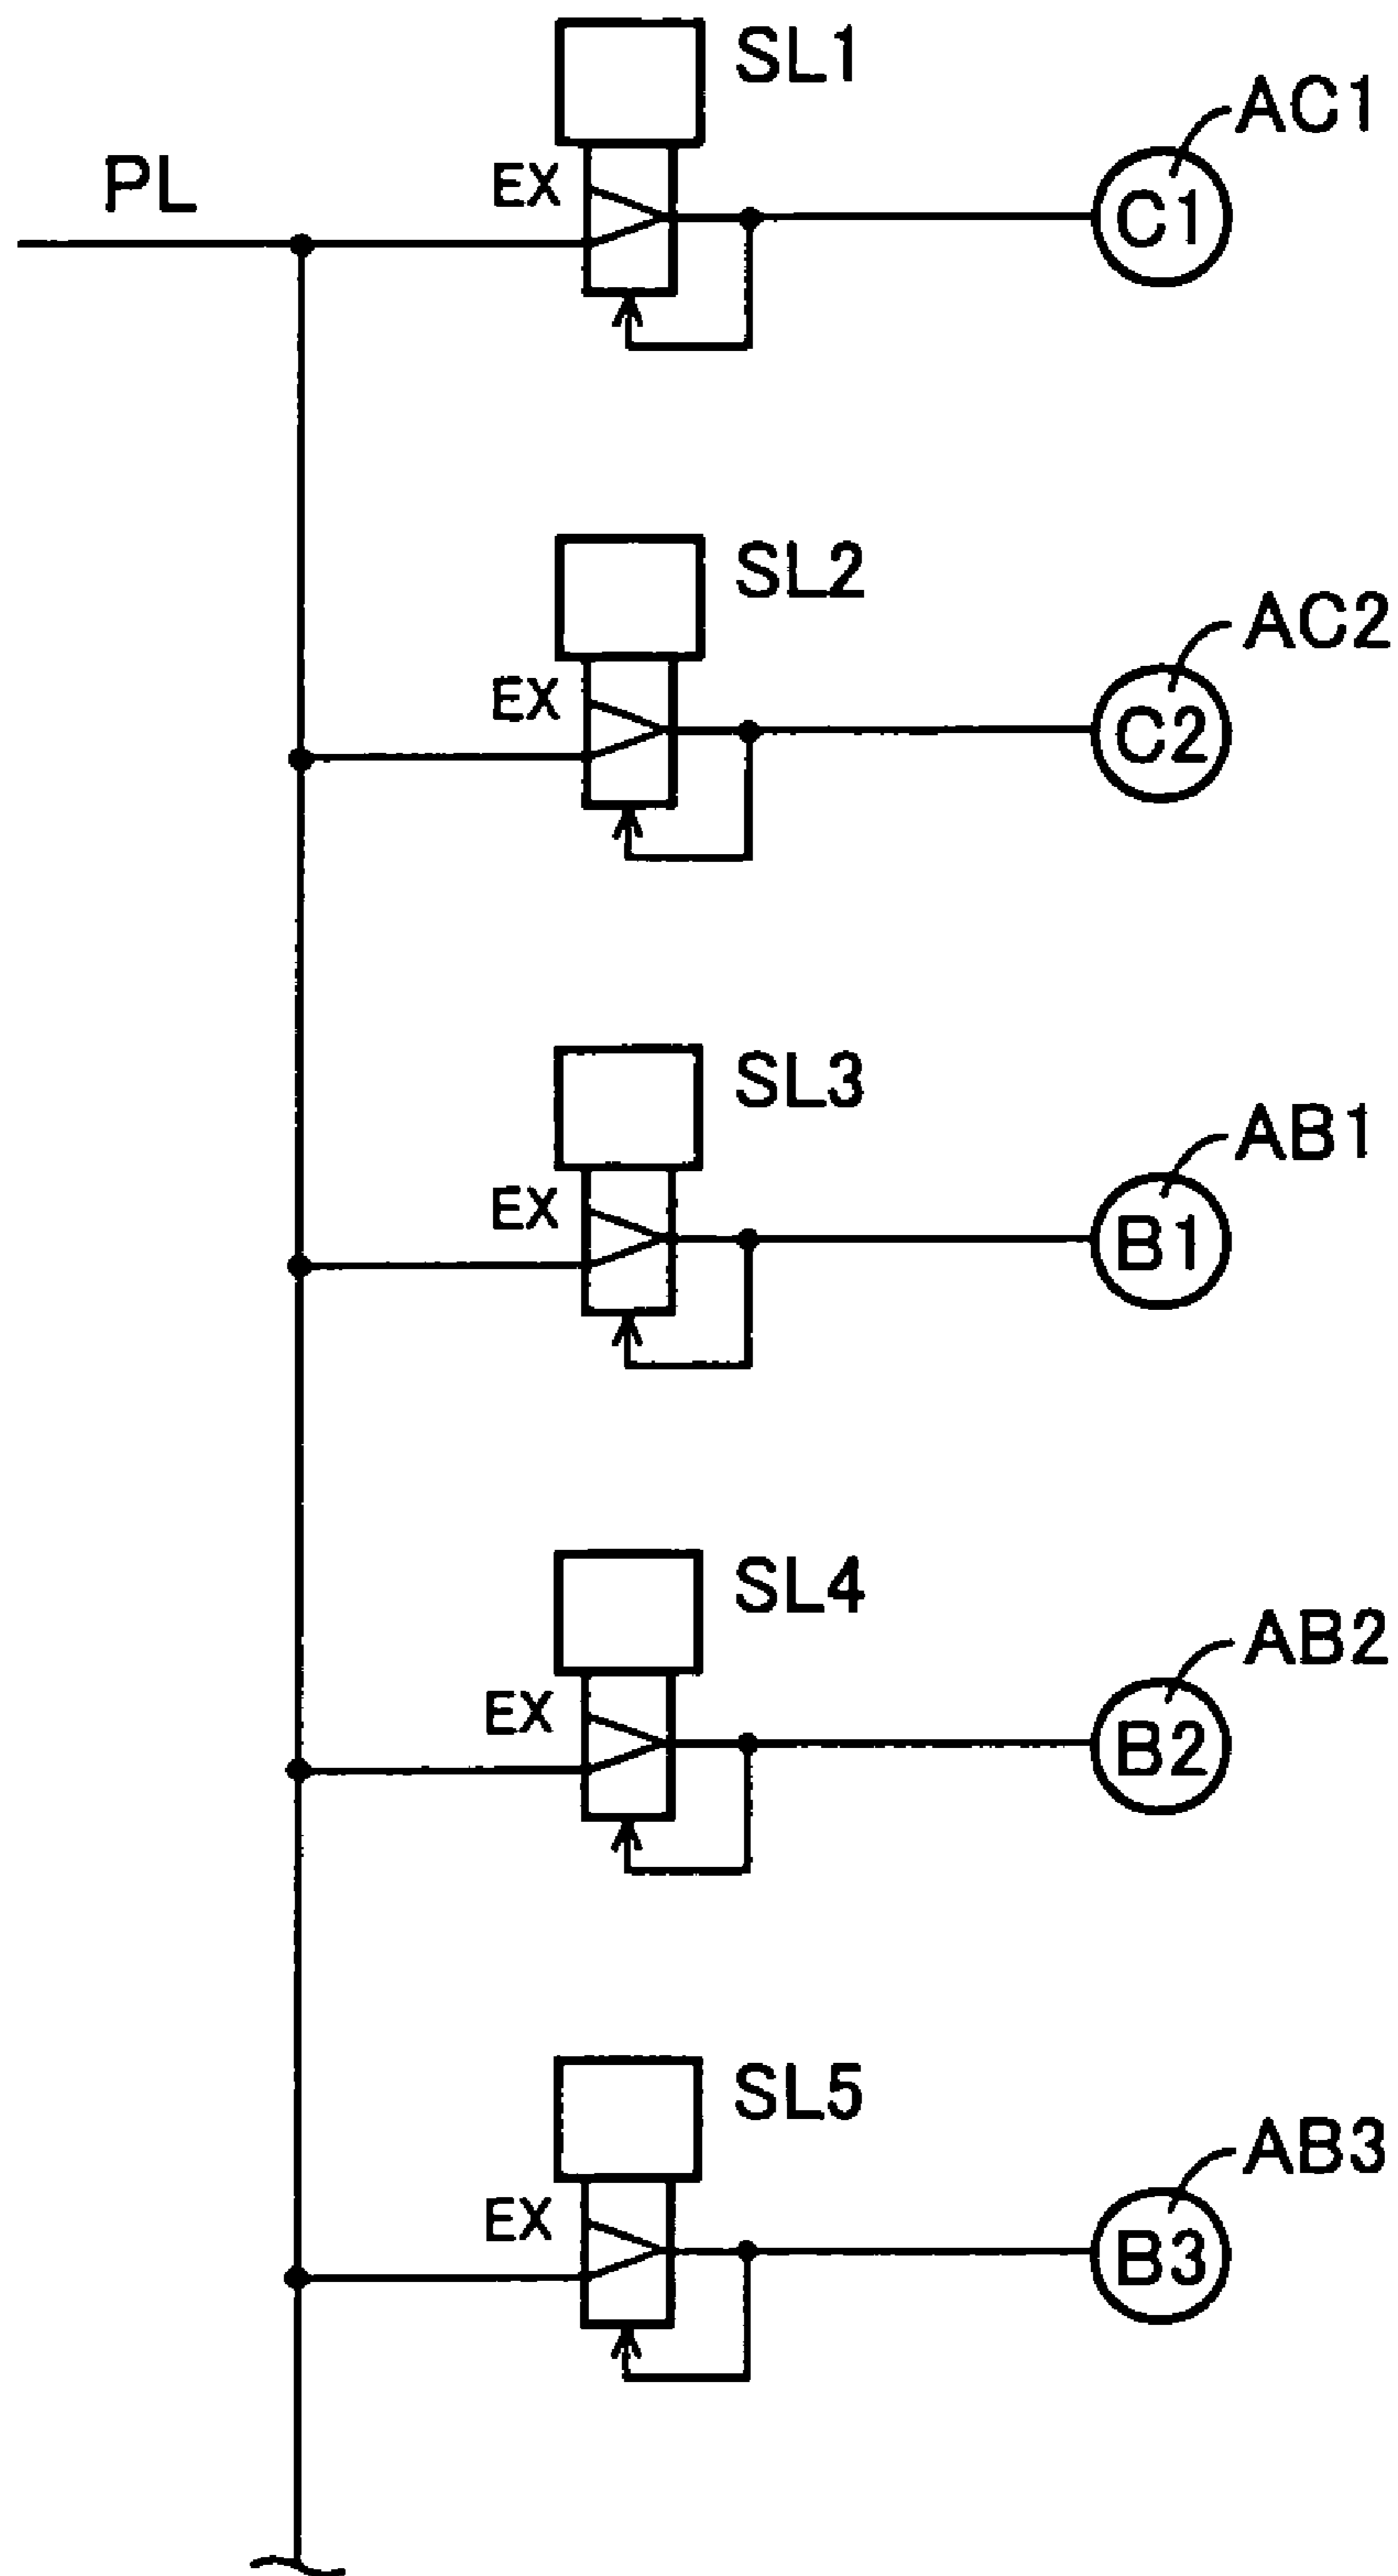 SL1
AC1
PL
EX
C1
SL2
AC2
EX
C2
SL3
AB1
EX
B1
SL4
AB2
EX
B2
SL5
AB3
EX
B3